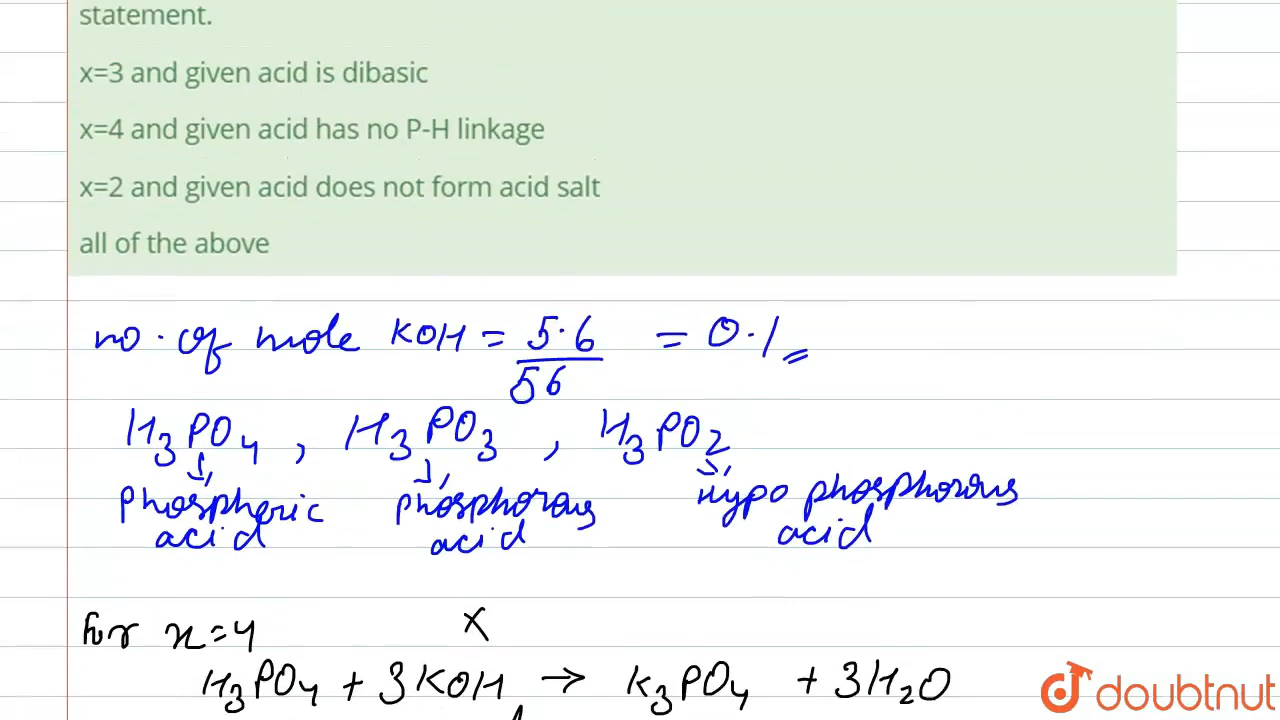 statement.
x=3 and given acid is dibasic
x=4 and given acid has no P-H linkage
x=2 and given acid does not form acid salt
all of the above
no. of mole KOH = 5.6 = 0.1
56
H3PO4 , H3PO3 , H3PO2
phosphoric phosphorous Hypo phosphorous
acid acid acid
for x=4 X
H3PO4 + 3KOH → K3PO4 + 3H2O
doubtnut